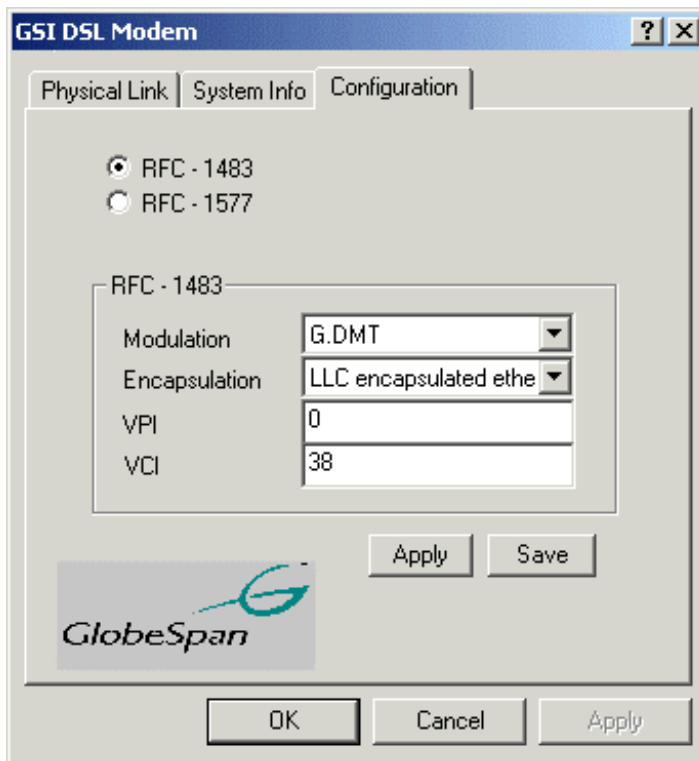 GSI DSL Modem
Physical Link System Info Configuration
RFC - 1483
RFC - 1577
RFC - 1483
Modulation G.DMT
Encapsulation LLC encapsulated ethe
VPI 0
VCI 38
Apply Save
GlobeSpan
OK Cancel Apply